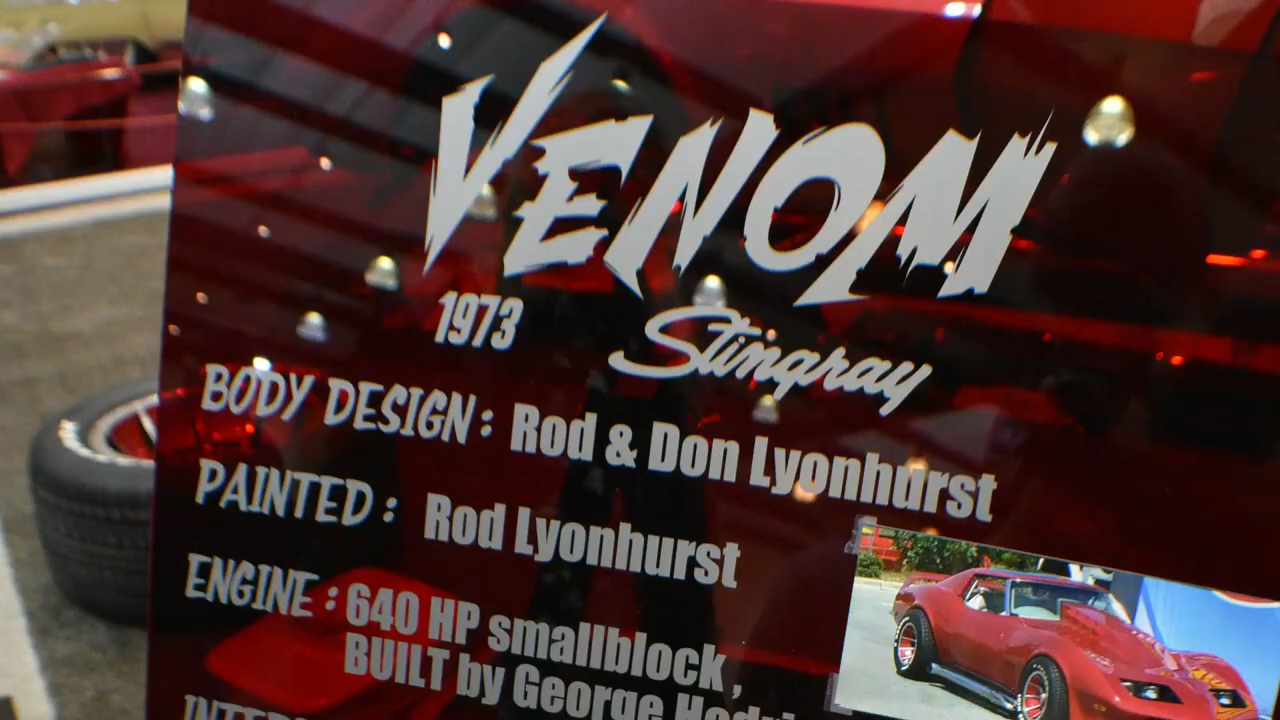 VENOM
1973 Stingray
BODY DESIGN: Rod & Don Lyonhurst
PAINTED: Rod Lyonhurst
ENGINE: 640 HP smallblock,
BUILT by George